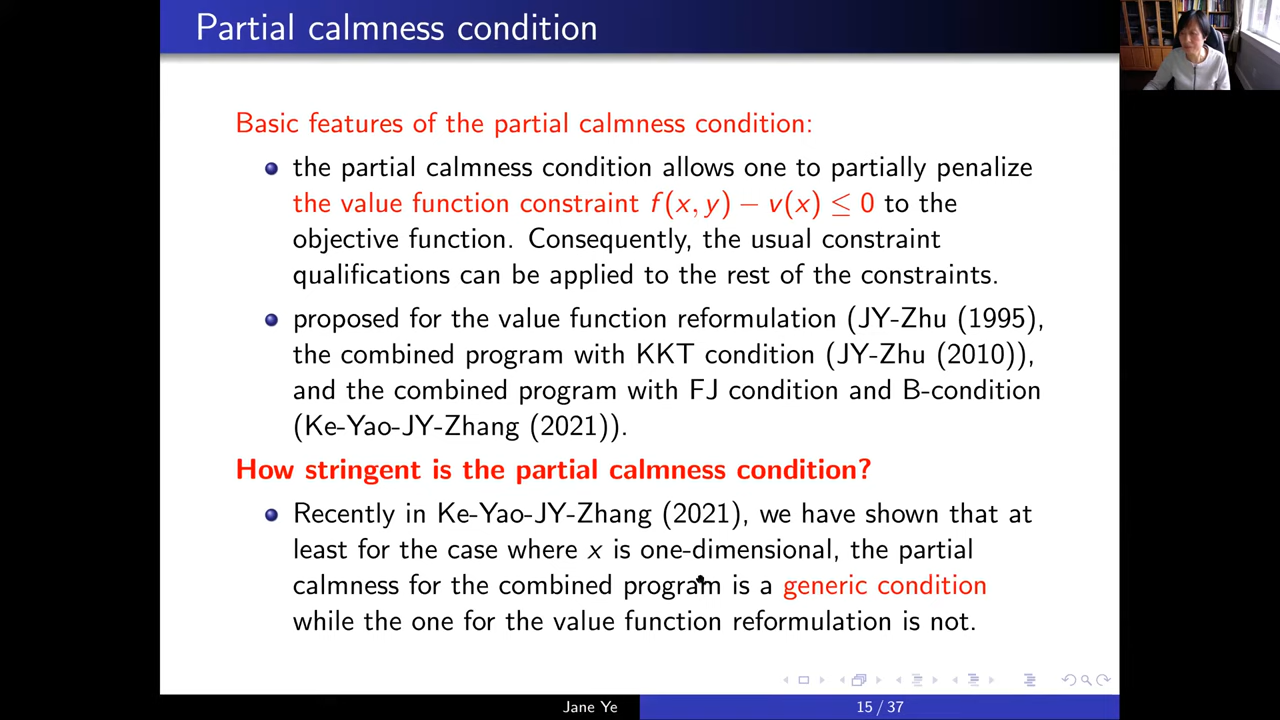 Partial calmness condition
Basic features of the partial calmness condition:
the partial calmness condition allows one to partially penalize
the value function constraint f(x, y) − v(x) ≤ 0 to the
objective function. Consequently, the usual constraint
qualifications can be applied to the rest of the constraints.
proposed for the value function reformulation (JY-Zhu (1995),
the combined program with KKT condition (JY-Zhu (2010)),
and the combined program with FJ condition and B-condition
(Ke-Yao-JY-Zhang (2021)).
How stringent is the partial calmness condition?
Recently in Ke-Yao-JY-Zhang (2021), we have shown that at
least for the case where x is one-dimensional, the partial
calmness for the combined program is a generic condition
while the one for the value function reformulation is not.
Jane Ye
15 / 37